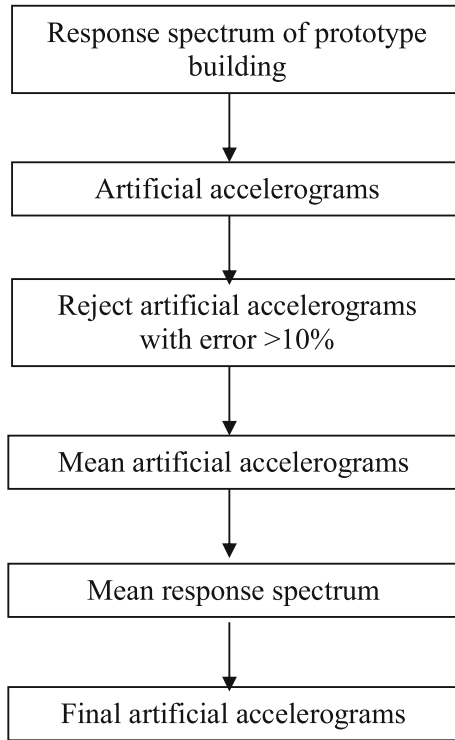 Response spectrum of prototype
building
Artificial accelerograms
Reject artificial accelerograms
with error >10%
Mean artificial accelerograms
Mean response spectrum
Final artificial accelerograms